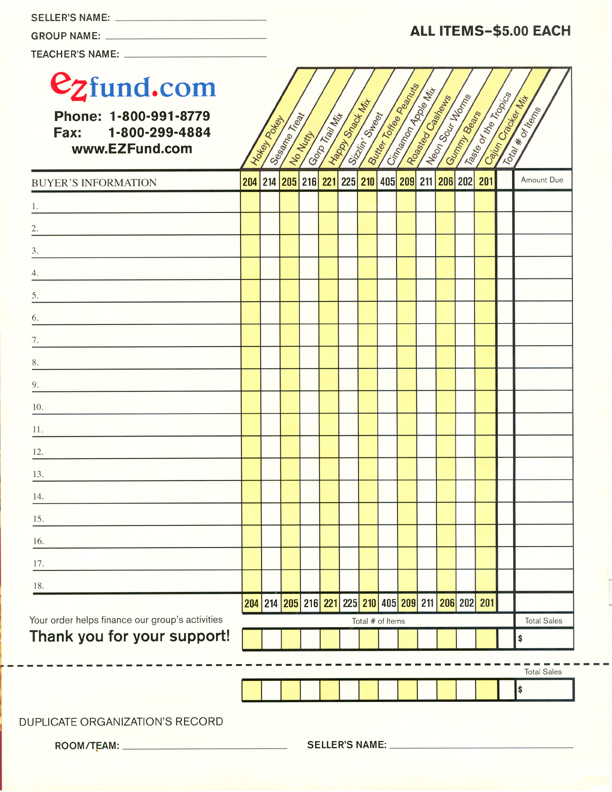 SELLER'S NAME:
GROUP NAME:
TEACHER'S NAME:
ALL ITEMS–$5.00 EACH
ezfund.com
Phone: 1-800-991-8779
Fax: 1-800-299-4884
www.EZFund.com
Hokey Pokey
Sesame Treat
No Nutty
Gorp Trail Mix
Happy Snack Mix
Sizzlin Sweet
Butter Toffee Peanuts
Cinnamon Apple Mix
Roasted Cashews
Neon Sour Worms
Gummy Bears
Taste of the Tropics
Cajun Cracker Mix
Total # of Items
BUYER'S INFORMATION 204 214 205 216 221 225 210 405 209 211 206 202 201 Amount Due
1.
2.
3.
4.
5.
6.
7.
8.
9.
10.
11.
12.
13.
14.
15.
16.
17.
18.
204 214 205 216 221 225 210 405 209 211 206 202 201
Your order helps finance our group's activities Total # of Items Total Sales
Thank you for your support! $
Total Sales
$
DUPLICATE ORGANIZATION'S RECORD
ROOM/TEAM: SELLER'S NAME: